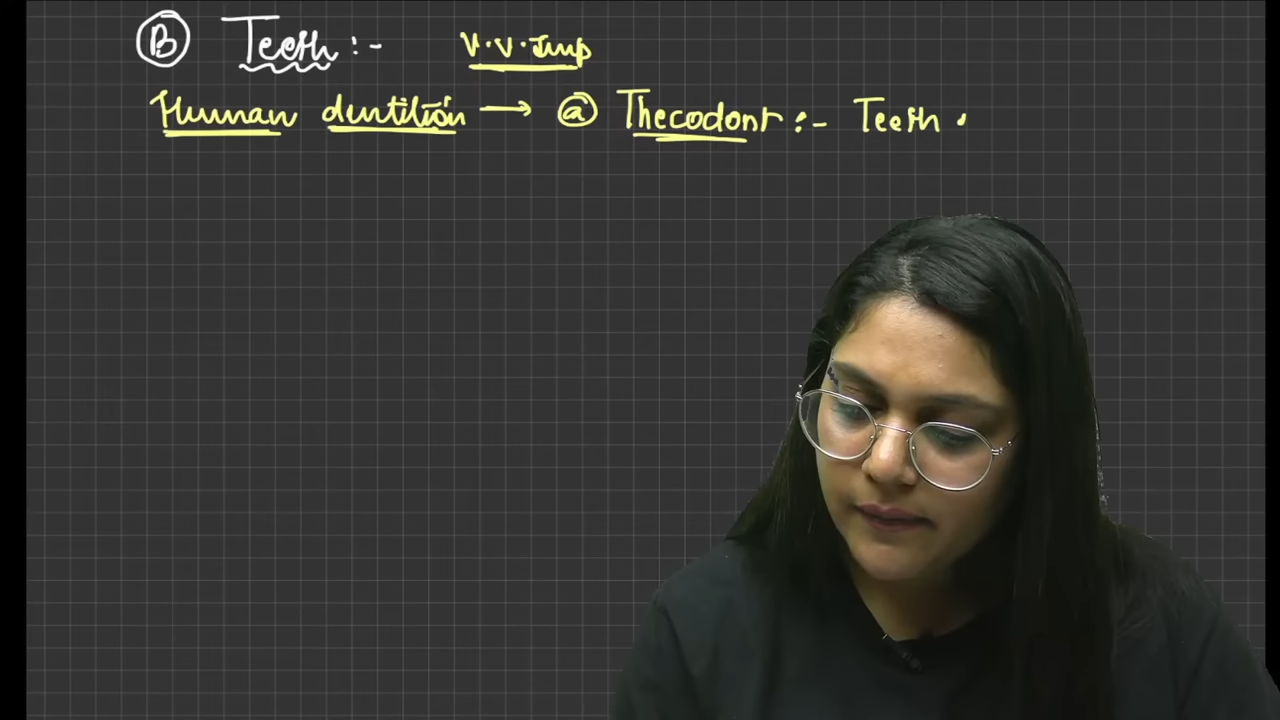 B Teeth :-  V.V.Imp
Human dentition → a Thecodont :- Teeth